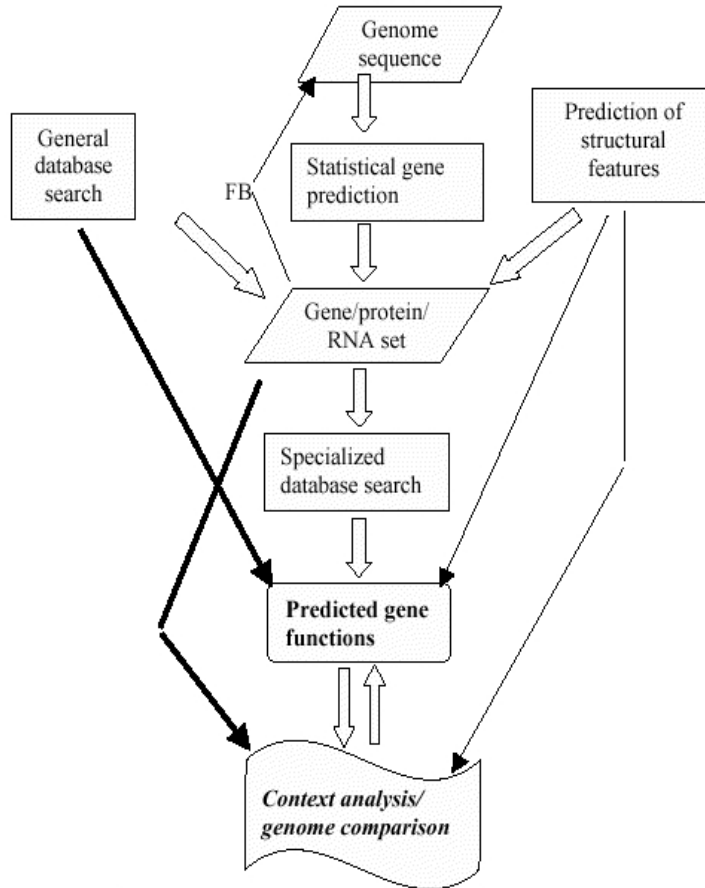 Genome
sequence
General
database
search
Prediction of
structural
features
Statistical gene
prediction
FB
Gene/protein/
RNA set
Specialized
database search
Predicted gene
functions
Context analysis/
genome comparison